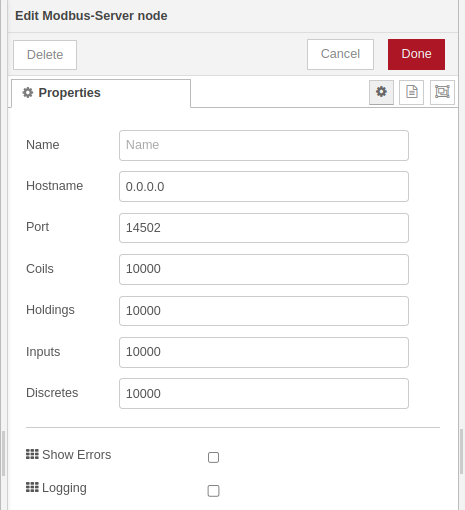 Edit Modbus-Server node
Delete
Cancel
Done
Properties
Name
Name
Hostname
0.0.0.0
Port
14502
Coils
10000
Holdings
10000
Inputs
10000
Discretes
10000
Show Errors
Logging